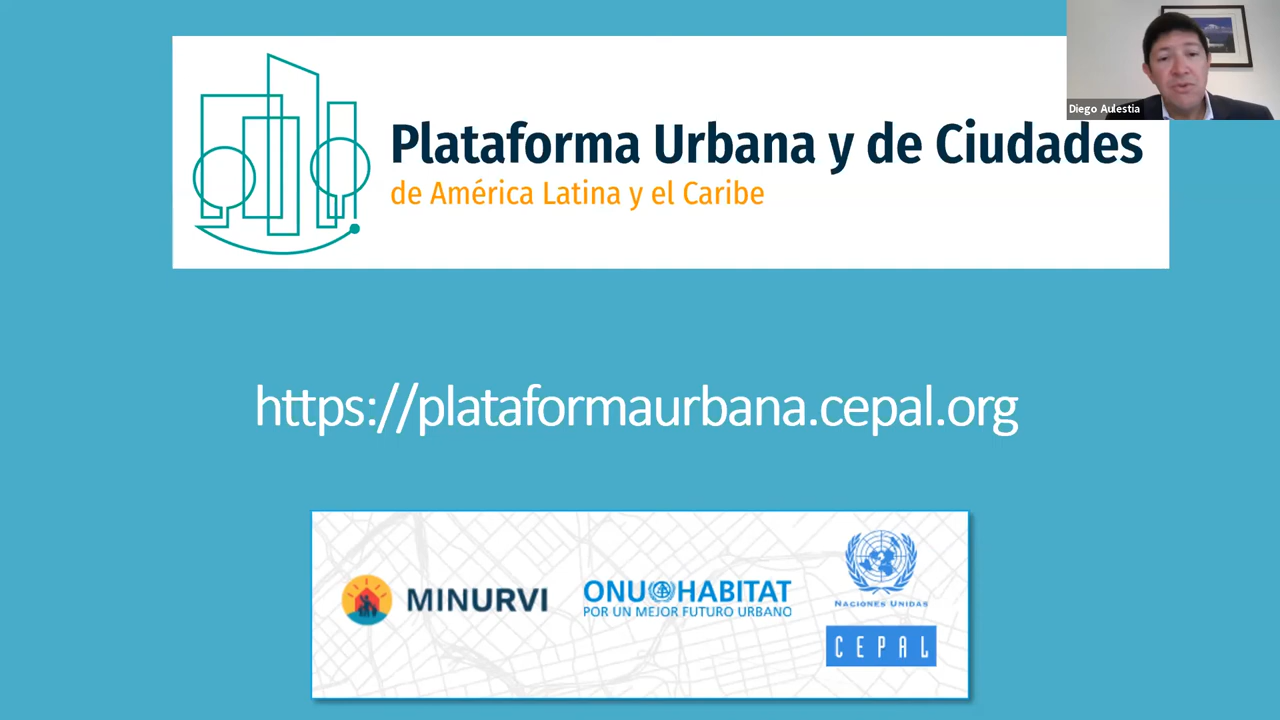 Diego Aulestia
Plataforma Urbana y de Ciudades
de América Latina y el Caribe
https://plataformaurbana.cepal.org
MINURVI
ONU HABITAT
POR UN MEJOR FUTURO URBANO
NACIONES UNIDAS
CEPAL